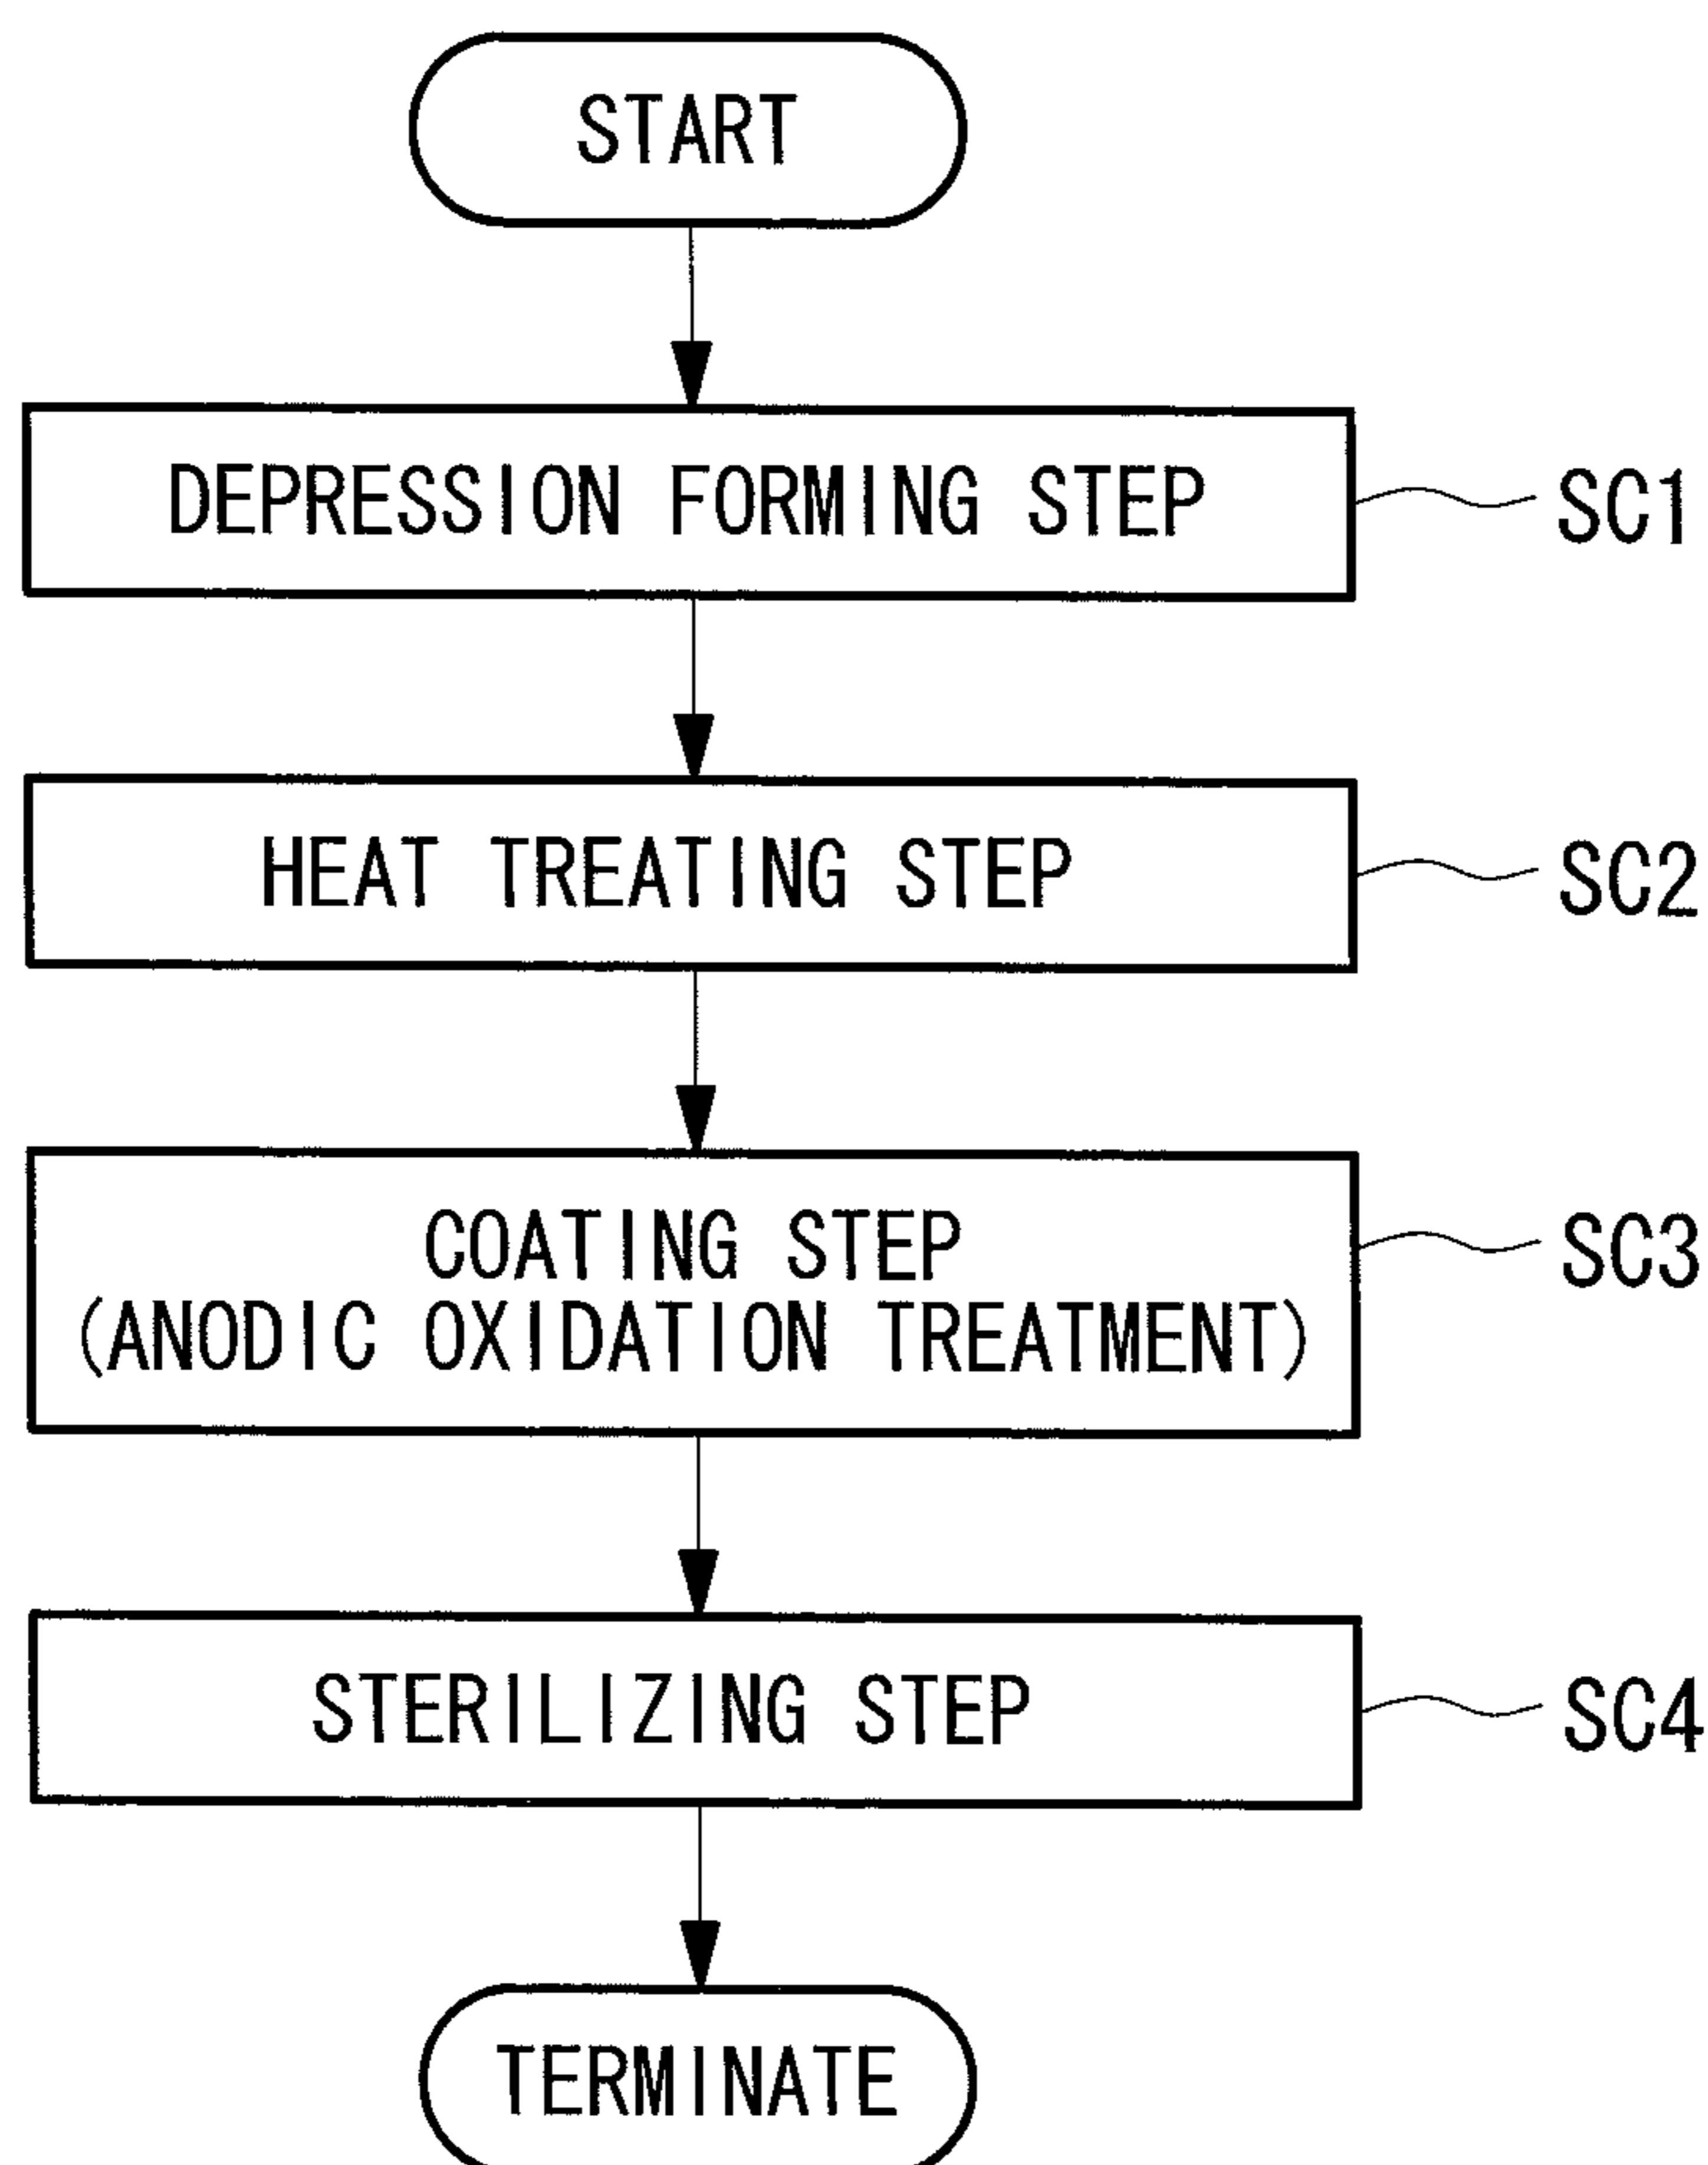 START
DEPRESSION FORMING STEP
SC1
HEAT TREATING STEP
SC2
COATING STEP
(ANODIC OXIDATION TREATMENT)
SC3
STERILIZING STEP
SC4
TERMINATE